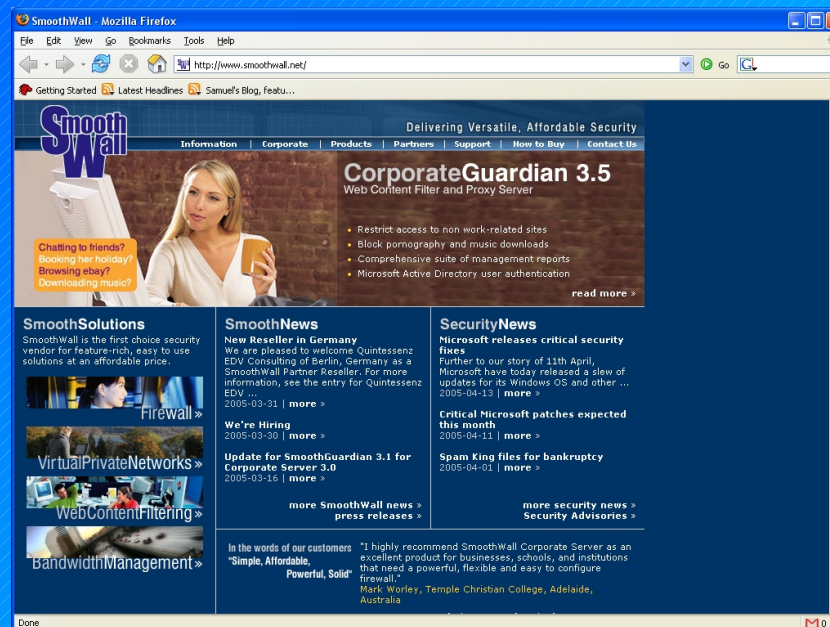 SmoothWall - Mozilla Firefox
File Edit View Go Bookmarks Tools Help
http://www.smoothwall.net/ Go G
Getting Started Latest Headlines Samuel's Blog, featu...
Smooth
Wall
Delivering Versatile, Affordable Security
Information | Corporate | Products | Partners | Support | How to Buy | Contact Us
CorporateGuardian 3.5
Web Content Filter and Proxy Server
Restrict access to non work-related sites
Block pornography and music downloads
Comprehensive suite of management reports
Microsoft Active Directory user authentication
read more »
Chatting to friends?
Booking her holiday?
Browsing ebay?
Downloading music?
SmoothSolutions
SmoothWall is the first choice security
vendor for feature-rich, easy to use
solutions at an affordable price.
Firewall»
VirtualPrivateNetworks»
WebContentFiltering»
BandwidthManagement»
SmoothNews
New Reseller in Germany
We are pleased to welcome Quintessenz
EDV Consulting of Berlin, Germany as a
SmoothWall Partner Reseller. For more
information, see the entry for Quintessenz
EDV ...
2005-03-31 | more »
We're Hiring
2005-03-30 | more »
Update for SmoothGuardian 3.1 for
Corporate Server 3.0
2005-03-16 | more »
more SmoothWall news »
press releases »
SecurityNews
Microsoft releases critical security
fixes
Further to our story of 11th April,
Microsoft have today released a slew of
updates for its Windows OS and other ...
2005-04-13 | more »
Critical Microsoft patches expected
this month
2005-04-11 | more »
Spam King files for bankruptcy
2005-04-01 | more »
more security news »
Security Advisories »
In the words of our customers
"Simple, Affordable,
Powerful, Solid"
"I highly recommend SmoothWall Corporate Server as an
excellent product for businesses, schools, and institutions
that need a powerful, flexible and easy to configure
firewall."
Mark Worley, Temple Christian College, Adelaide,
Australia
Done
0